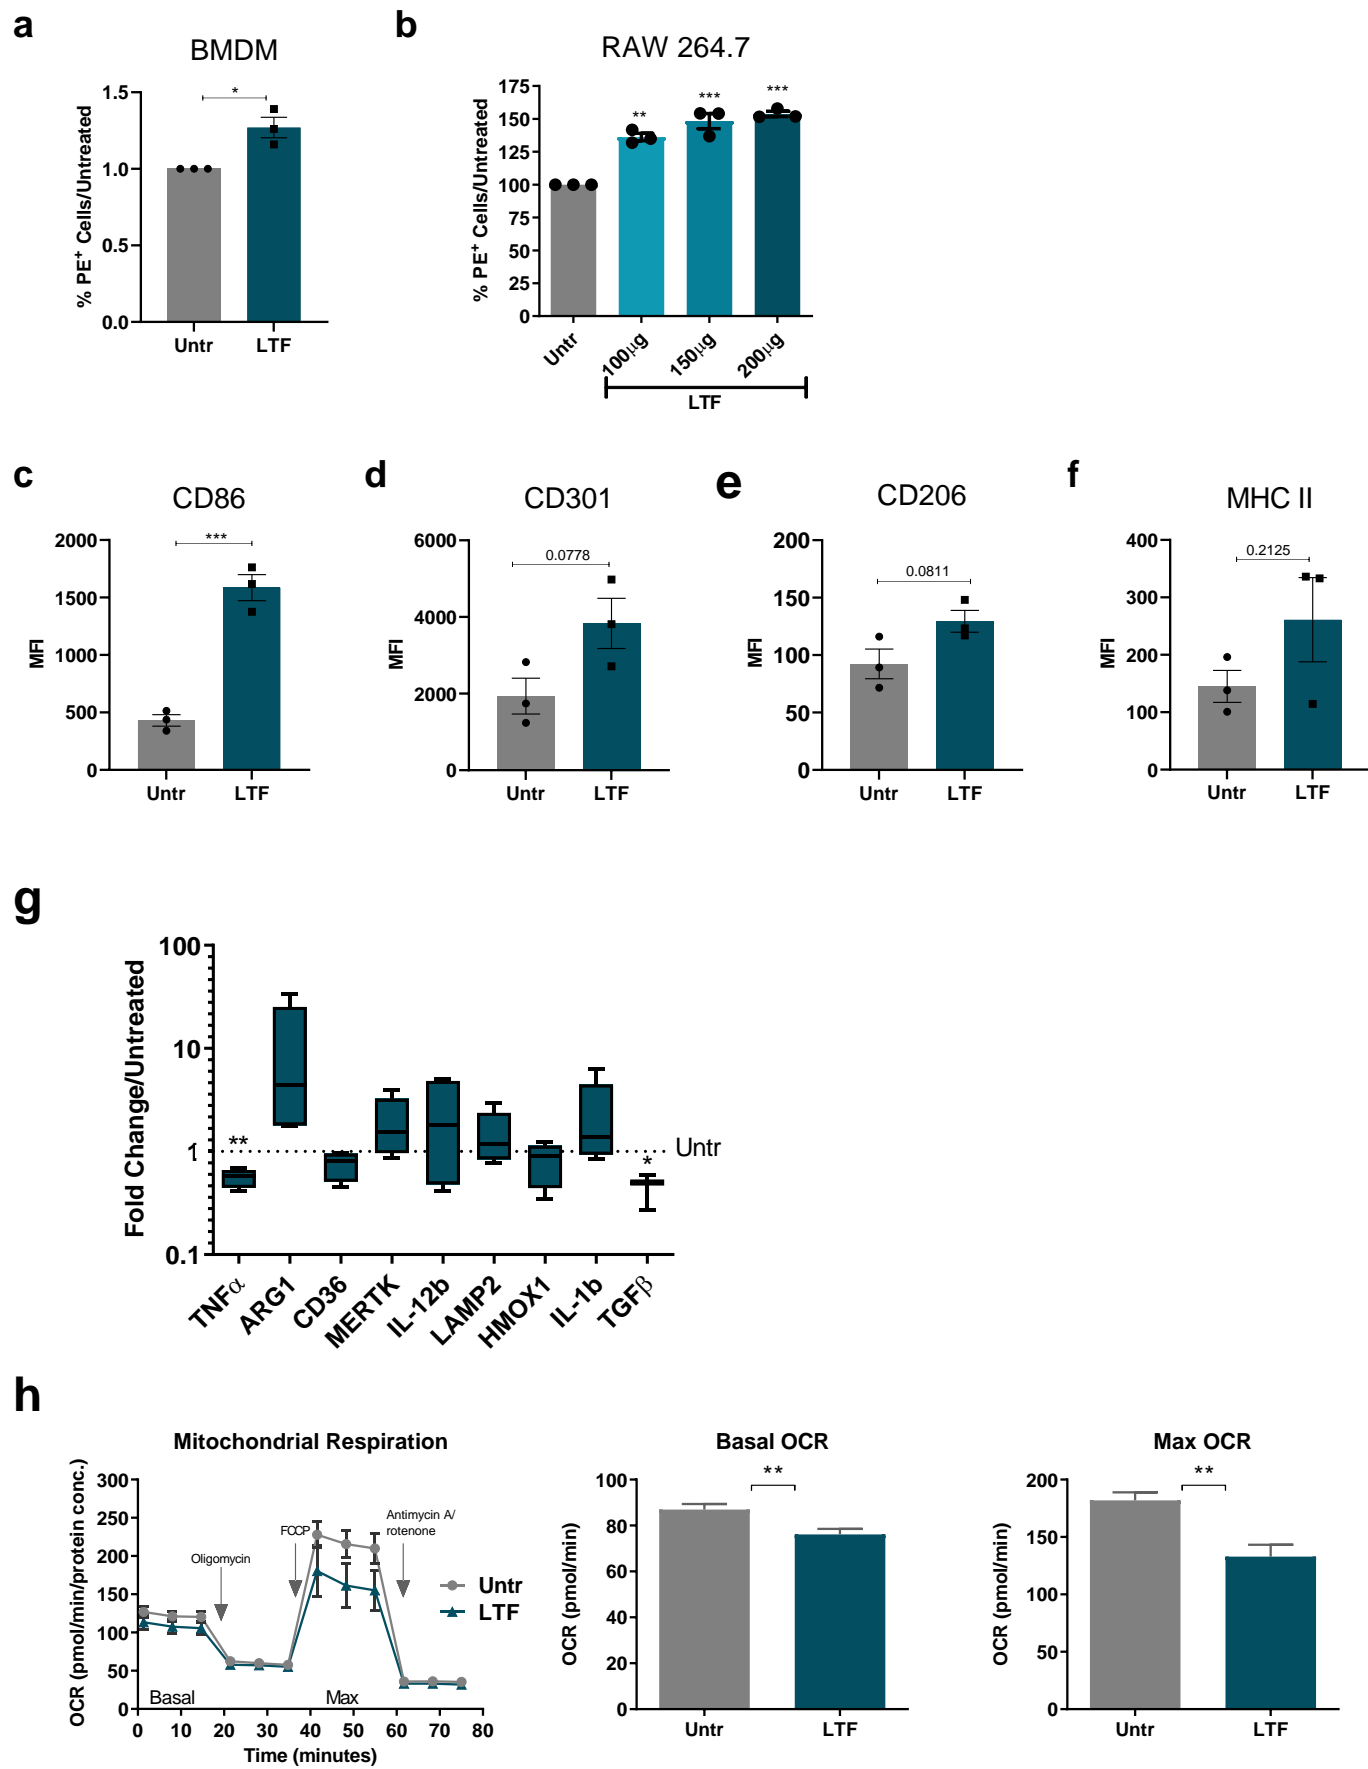 a
BMDM
% PE+ Cells/Untreated
1.5
1.0
0.5
0.0
*
Untr
LTF
b
RAW 264.7
% PE+ Cells/Untreated
175
150
125
100
75
50
25
0
**
***
***
Untr
100μg
150μg
200μg
LTF
c
CD86
MFI
2000
1500
1000
500
0
***
Untr
LTF
d
CD301
MFI
6000
4000
2000
0
0.0778
Untr
LTF
e
CD206
MFI
200
150
100
50
0
0.0811
Untr
LTF
f
MHC II
MFI
400
300
200
100
0
0.2125
Untr
LTF
g
Fold Change/Untreated
100
10
1
0.1
**
*
Untr
TNFα
ARG1
CD36
MERTK
IL-12b
LAMP2
HMOX1
IL-1b
TGFβ
h
Mitochondrial Respiration
OCR (pmol/min/protein conc.)
300
250
200
150
100
50
0
Oligomycin
FCCP
Antimycin A/
rotenone
Untr
LTF
Basal
Max
0 10 20 30 40 50 60 70 80
Time (minutes)
Basal OCR
OCR (pmol/min)
100
80
60
40
20
0
**
Untr
LTF
Max OCR
OCR (pmol/min)
200
150
100
50
0
**
Untr
LTF